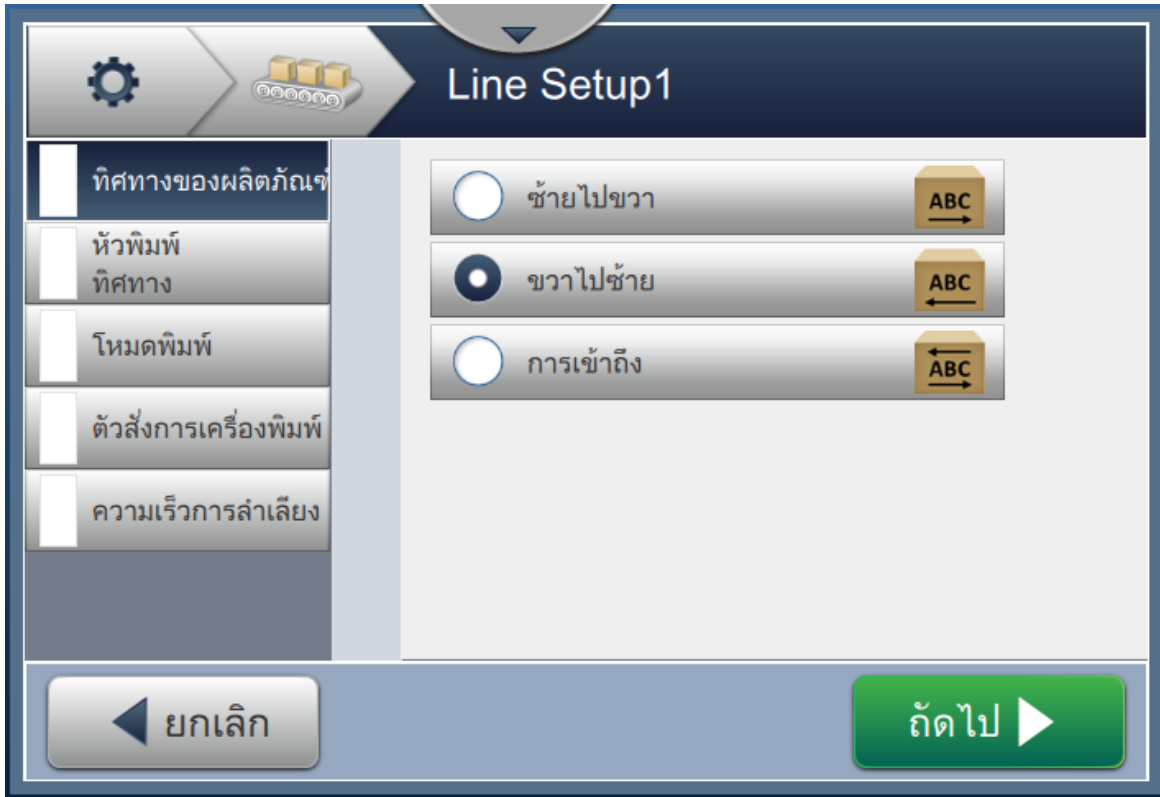 Line Setup1
ทิศทางของผลิตภัณฑ์
หัวพิมพ์
ทิศทาง
โหมดพิมพ์
ตัวสั่งการเครื่องพิมพ์
ความเร็วการลำเลียง
ซ้ายไปขวา
ABC
ขวาไปซ้าย
ABC
การเข้าถึง
ABC
ยกเลิก
ถัดไป